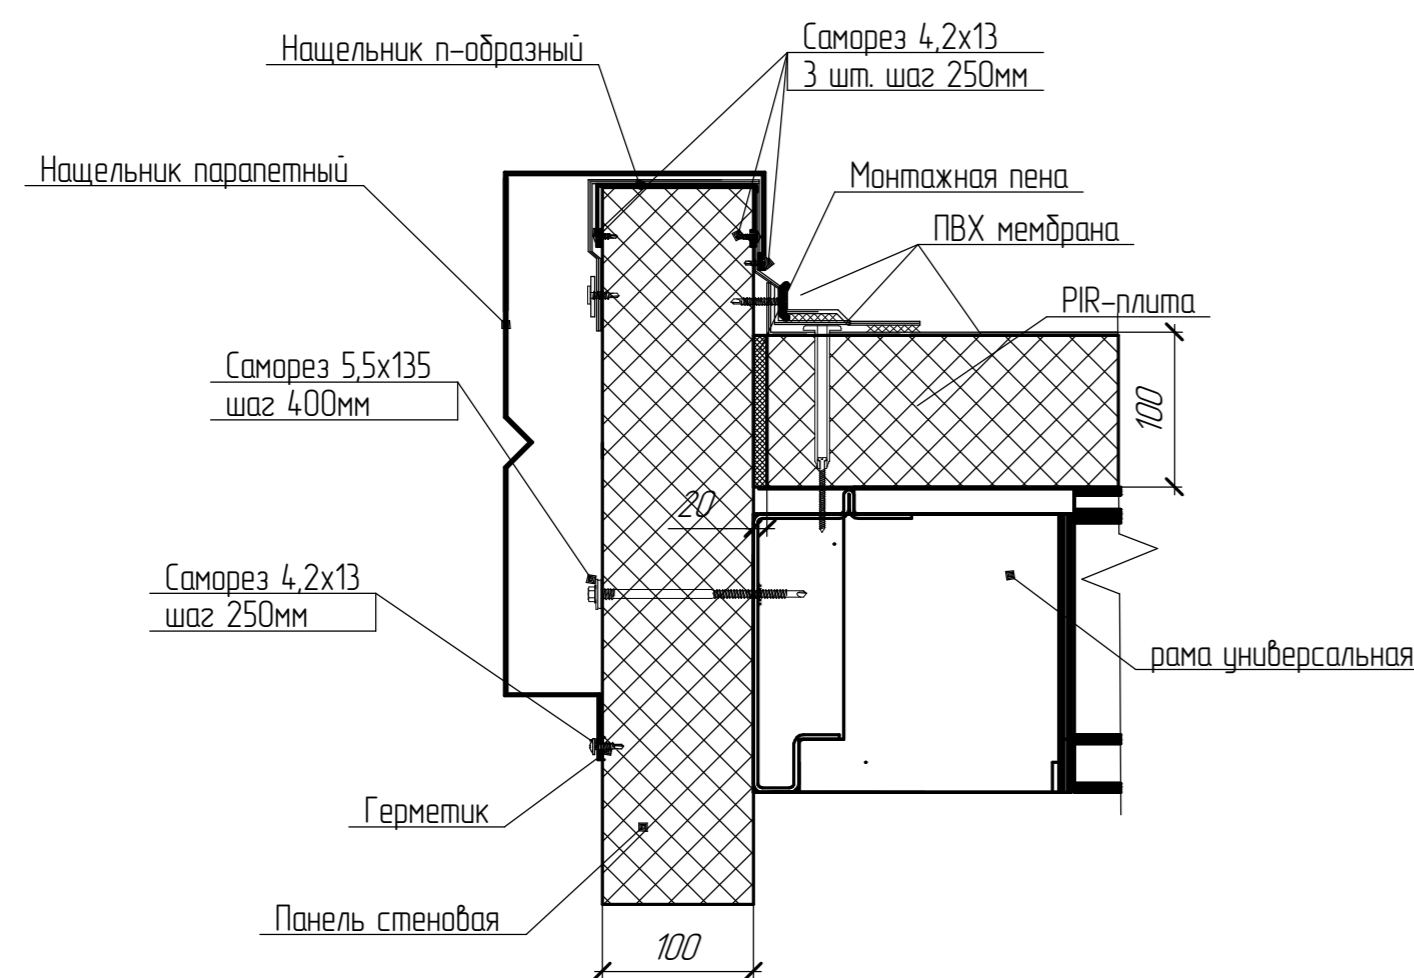 Нащельник п-образный
Саморез 4,2х13
3 шт. шаг 250мм
Нащельник парапетный
Монтажная пена
ПВХ мембрана
PIR-плита
Саморез 5,5х135
шаг 400мм
100
20
Саморез 4,2х13
шаг 250мм
рама универсальная
Герметик
Панель стеновая
100